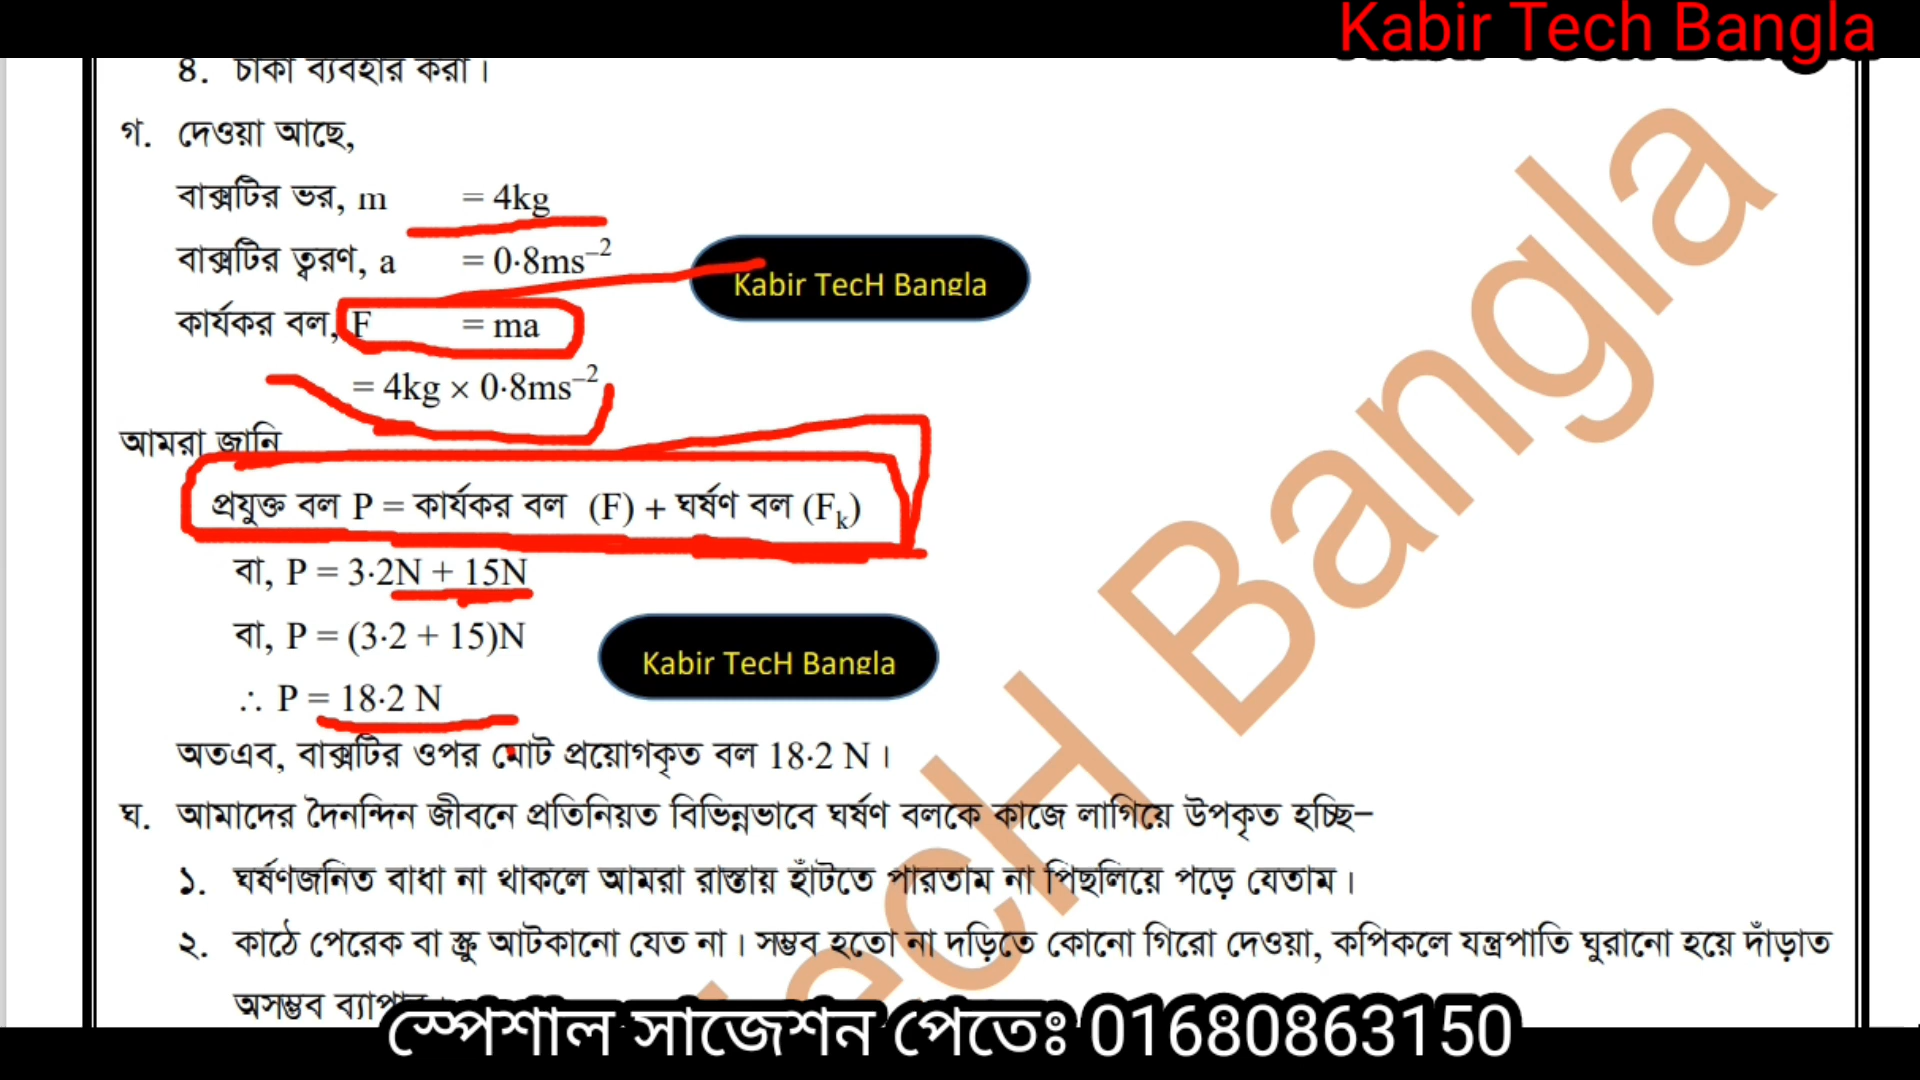 Kabir Tech Bangla
৪. চাকা ব্যবহার করা।
গ. দেওয়া আছে,
বাক্সটির ভর, m = 4kg
বাক্সটির ত্বরণ, a = 0·8ms⁻²
Kabir TecH Bangla
কার্যকর বল, F = ma
= 4kg × 0·8ms⁻²
আমরা জানি
প্রযুক্ত বল P = কার্যকর বল (F) + ঘর্ষণ বল (Fₖ)
বা, P = 3·2N + 15N
বা, P = (3·2 + 15)N
Kabir TecH Bangla
∴ P = 18·2 N
অতএব, বাক্সটির ওপর মোট প্রয়োগকৃত বল 18·2 N।
ঘ. আমাদের দৈনন্দিন জীবনে প্রতিনিয়ত বিভিন্নভাবে ঘর্ষণ বলকে কাজে লাগিয়ে উপকৃত হচ্ছি–
১. ঘর্ষণজনিত বাধা না থাকলে আমরা রাস্তায় হাঁটতে পারতাম না পিছলিয়ে পড়ে যেতাম।
২. কাঠে পেরেক বা স্ক্রু আটকানো যেত না। সম্ভব হতো না দড়িতে কোনো গিরো দেওয়া, কপিকলে যন্ত্রপাতি ঘুরানো হয়ে দাঁড়াত
অসম্ভব ব্যাপার
স্পেশাল সাজেশন পেতেঃ 01680863150
TecH Bangla